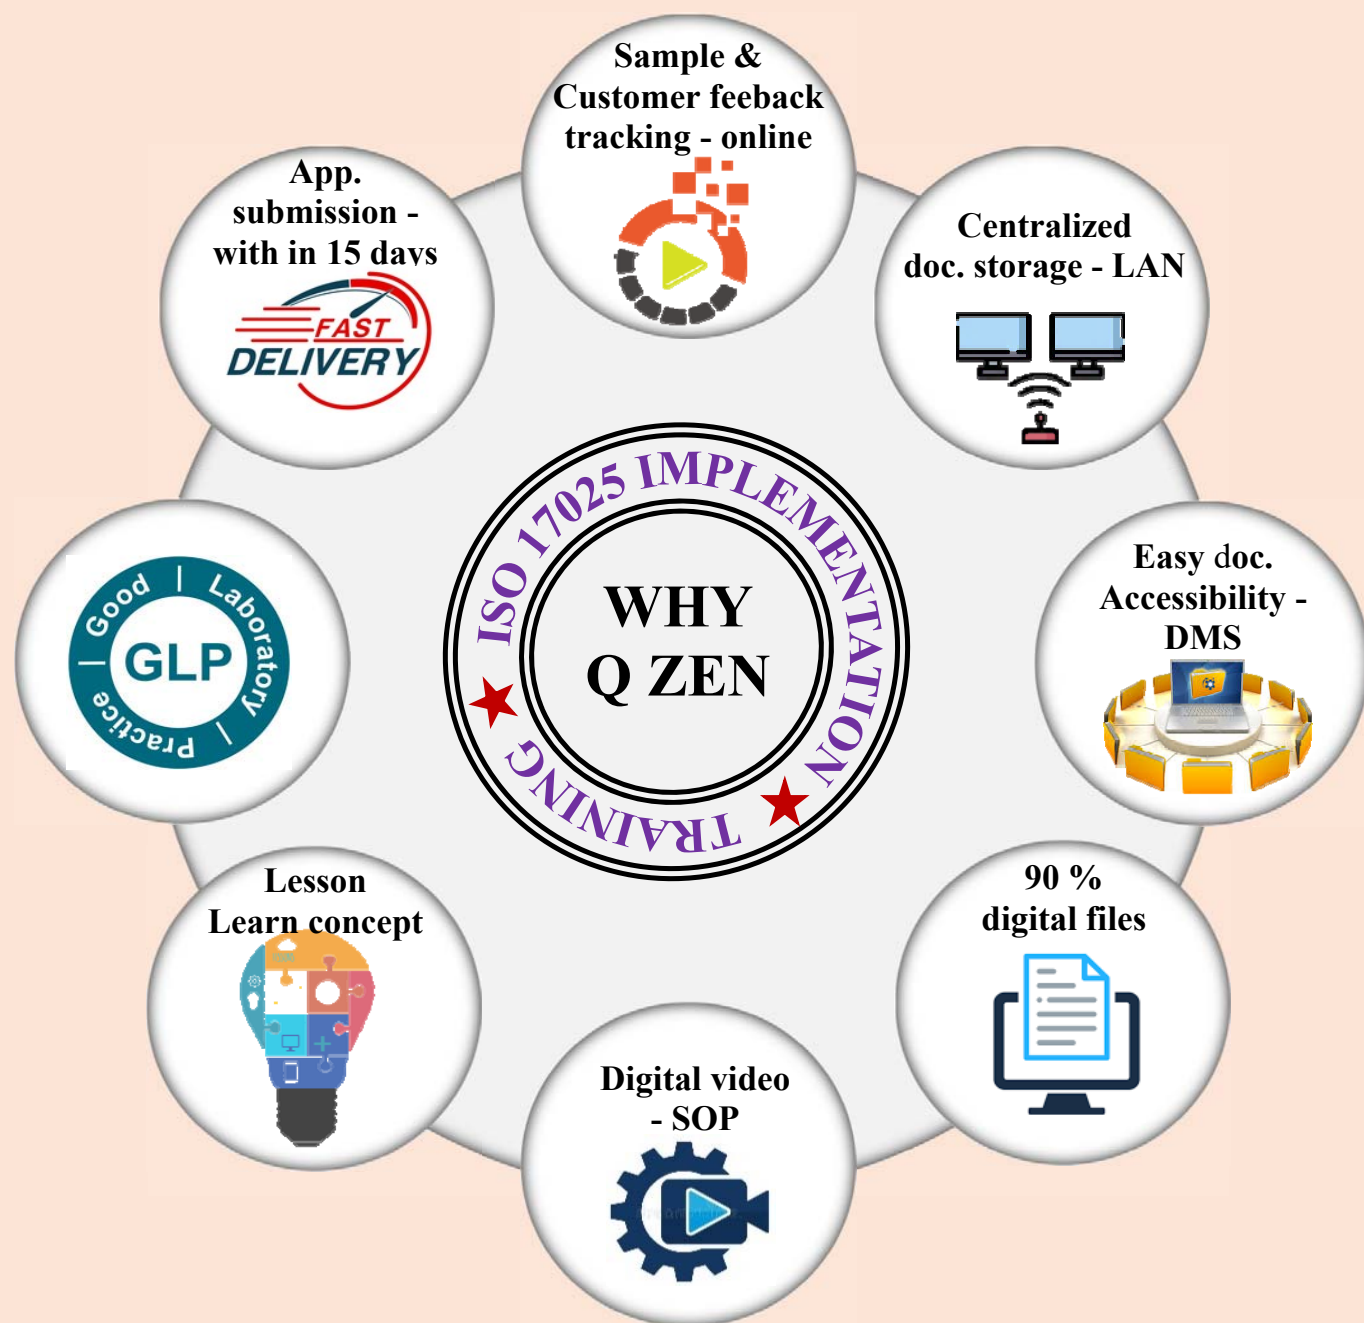 Sample &
Customer feeback
tracking - online
Centralized
doc. storage - LAN
Easy doc.
Accessibility -
DMS
90 %
digital files
Digital video
- SOP
Lesson
Learn concept
Good | Laboratory | Practice |
GLP
App.
submission -
with in 15 days
FAST
DELIVERY
ISO 17025 IMPLEMENTATION
TRAINING
WHY
Q ZEN